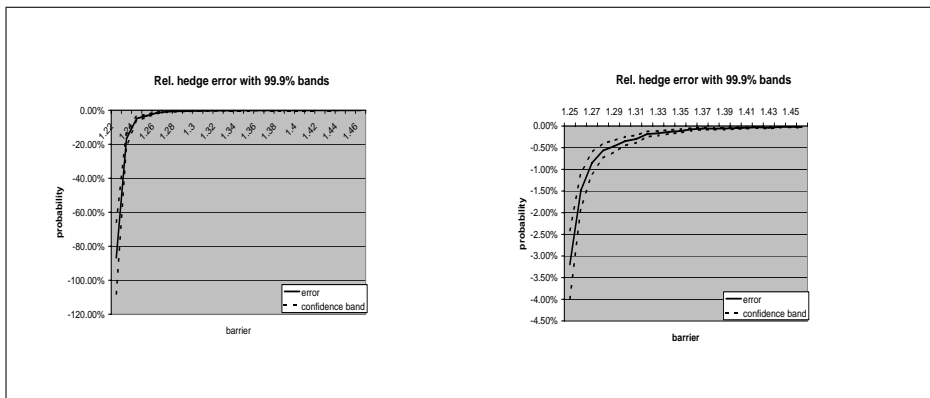 Rel. hedge error with 99.9% bands
0.00%
-20.00%
-40.00%
-60.00%
-80.00%
-100.00%
-120.00%
probability
1.22 1.24 1.26 1.28 1.3 1.32 1.34 1.36 1.38 1.4 1.42 1.44 1.46
error
confidence band
barrier
Rel. hedge error with 99.9% bands
1.25 1.27 1.29 1.31 1.33 1.35 1.37 1.39 1.41 1.43 1.45
0.00%
-0.50%
-1.00%
-1.50%
-2.00%
-2.50%
-3.00%
-3.50%
-4.00%
-4.50%
probability
error
confidence band
barrier